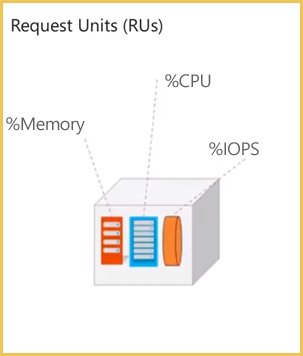 Request Units (RUs)
%CPU
%Memory
%IOPS